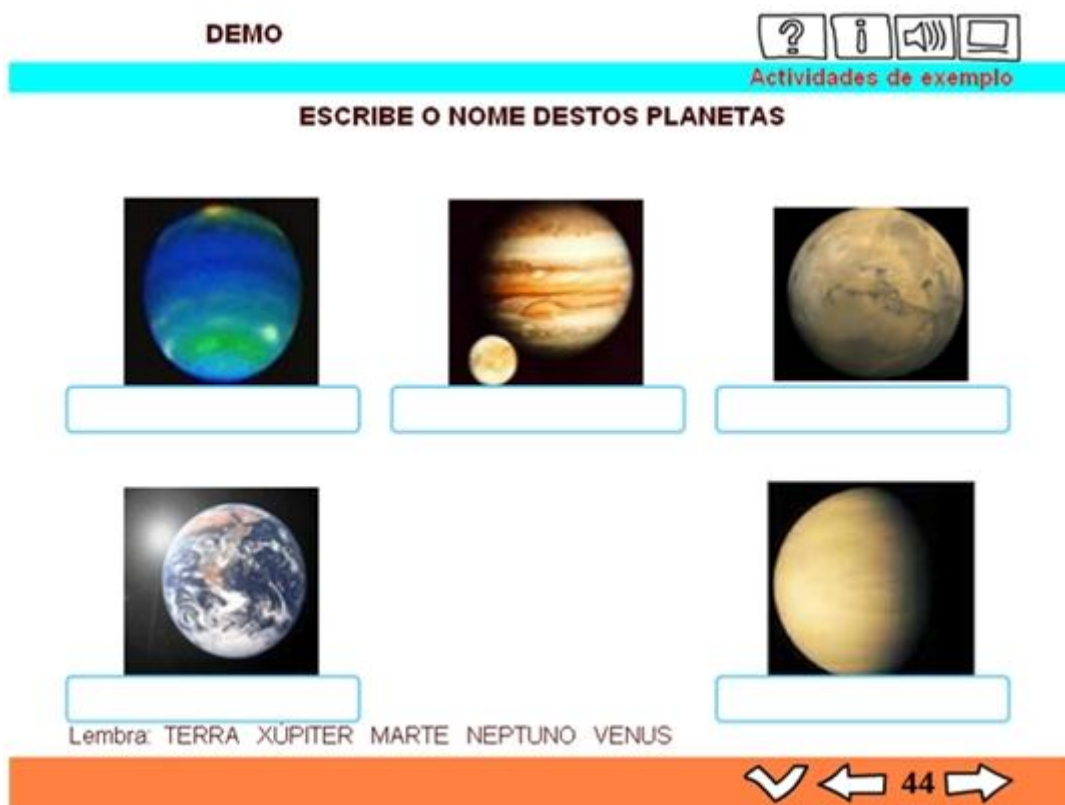 DEMO
Actividades de exemplo
ESCRIBE O NOME DESTOS PLANETAS
Lembra: TERRA XÚPITER MARTE NEPTUNO VENUS
44